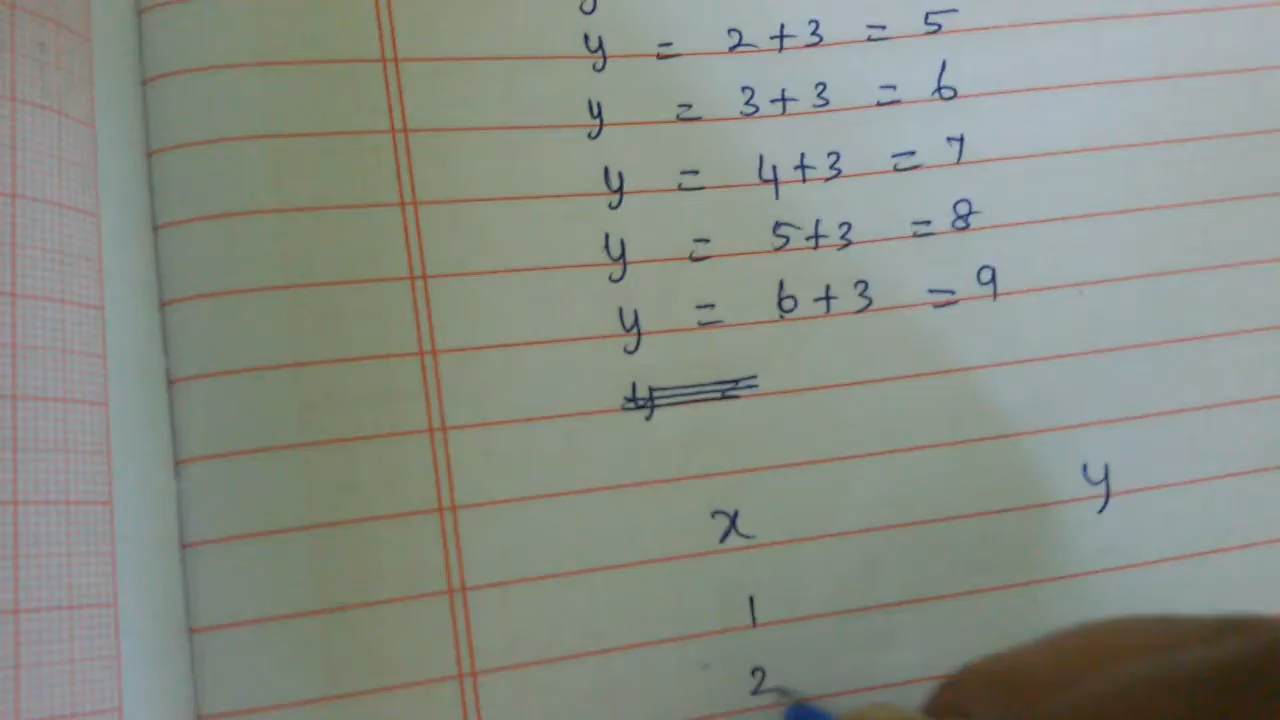 y = 2+3 = 5
y = 3+3 = 6
y = 4+3 = 7
y = 5+3 = 8
y = 6+3 = 9
x y
1
2